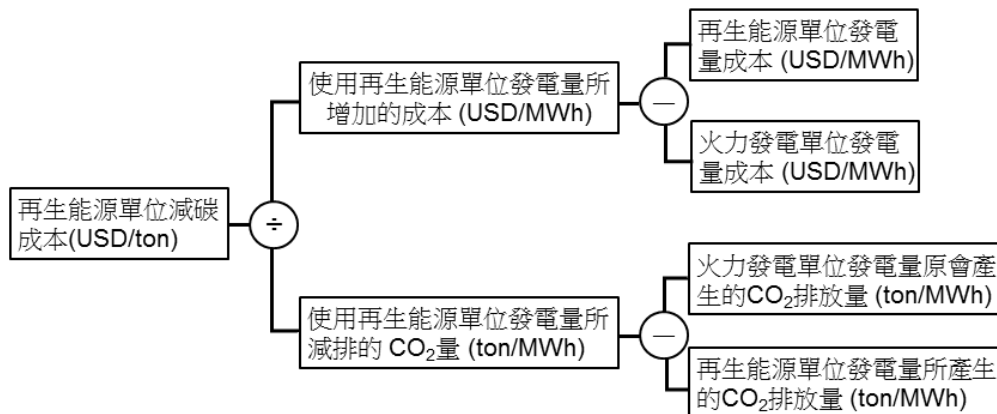 再生能源單位發電
量成本 (USD/MWh)
使用再生能源單位發電量所
增加的成本 (USD/MWh)
—
火力發電單位發電
量成本 (USD/MWh)
再生能源單位減碳
成本(USD/ton)
÷
火力發電單位發電量原會產
生的CO₂排放量 (ton/MWh)
使用再生能源單位發電量所
減排的 CO₂量 (ton/MWh)
—
再生能源單位發電量所產生
的CO₂排放量 (ton/MWh)